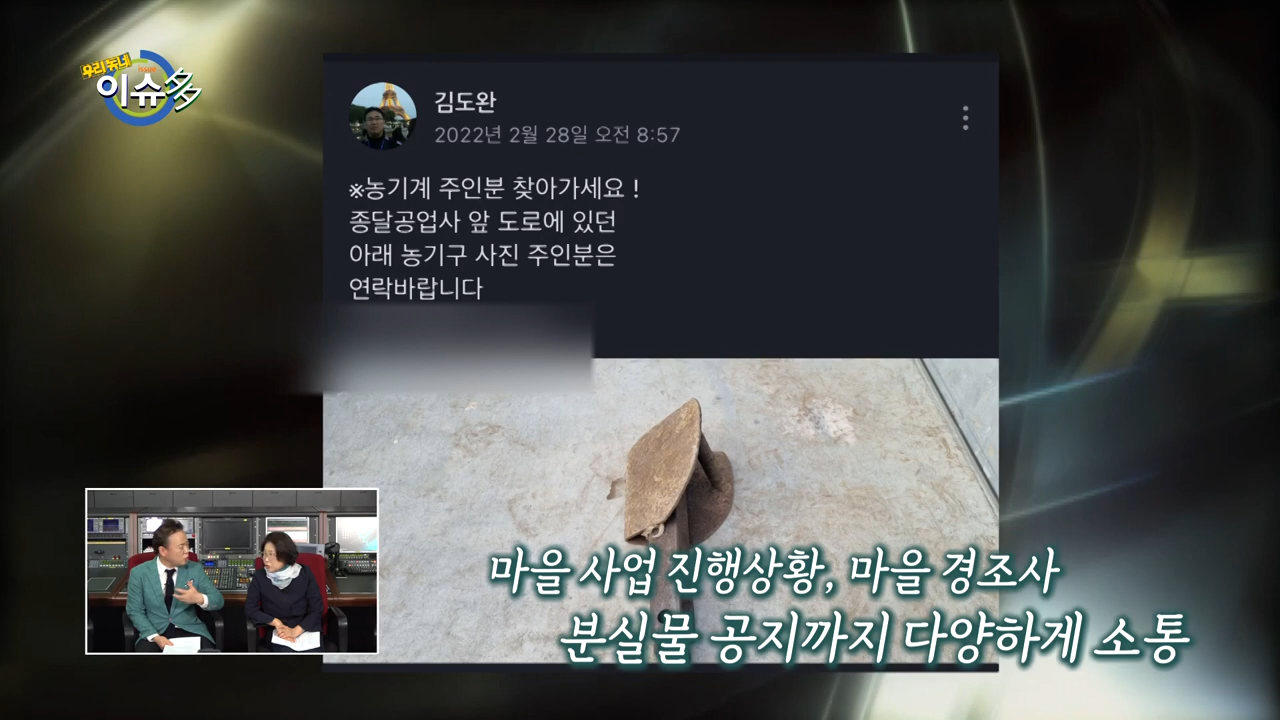 우리동네
이슈多
김도완
2022년 2월 28일 오전 8:57
※농기계 주인분 찾아가세요 !
종달공업사 앞 도로에 있던
아래 농기구 사진 주인분은
연락바랍니다
마을 사업 진행상황, 마을 경조사
분실물 공지까지 다양하게 소통